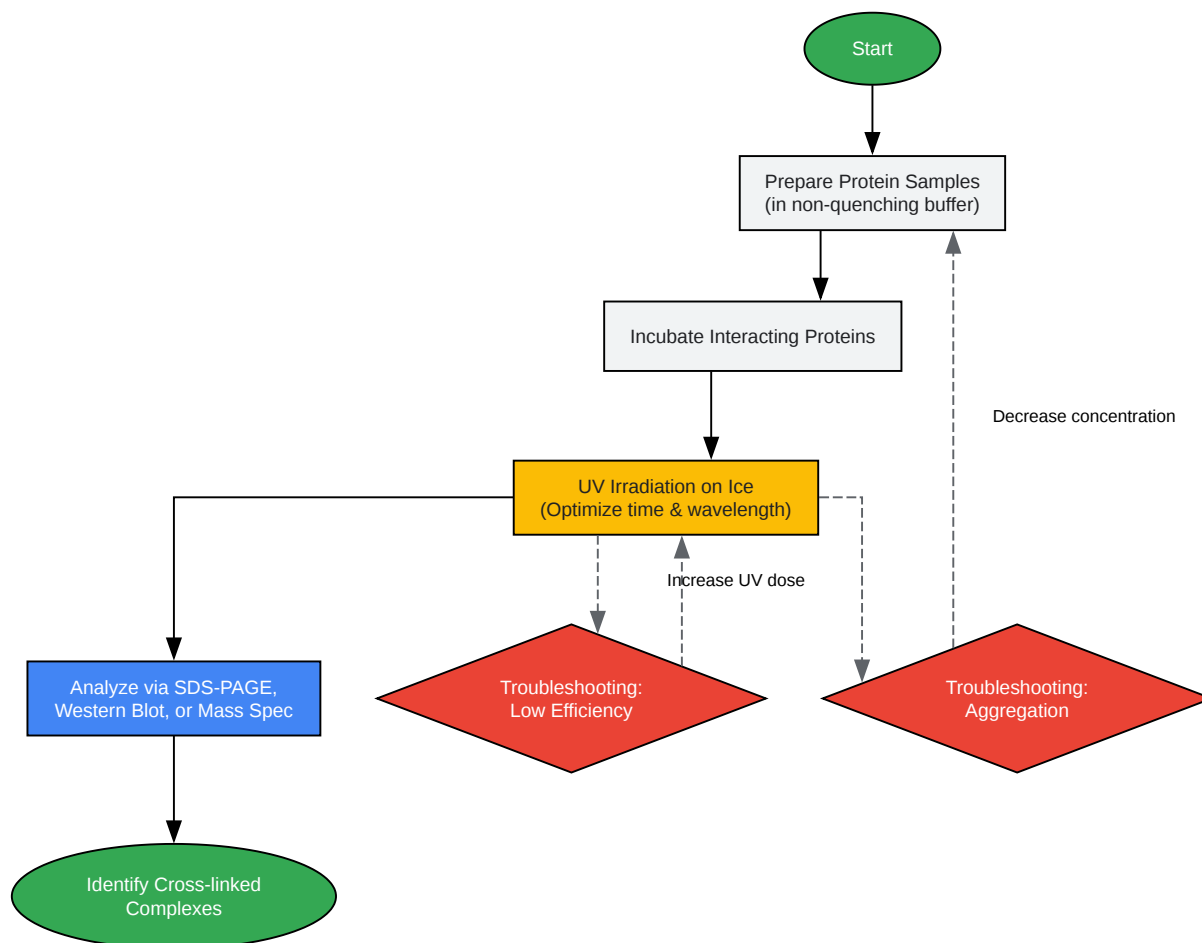 Start
Prepare Protein Samples
(in non-quenching buffer)
Incubate Interacting Proteins
Decrease concentration
UV Irradiation on Ice
(Optimize time & wavelength)
Increase UV dose
Analyze via SDS-PAGE,
Western Blot, or Mass Spec
Troubleshooting:
Low Efficiency
Troubleshooting:
Aggregation
Identify Cross-linked
Complexes